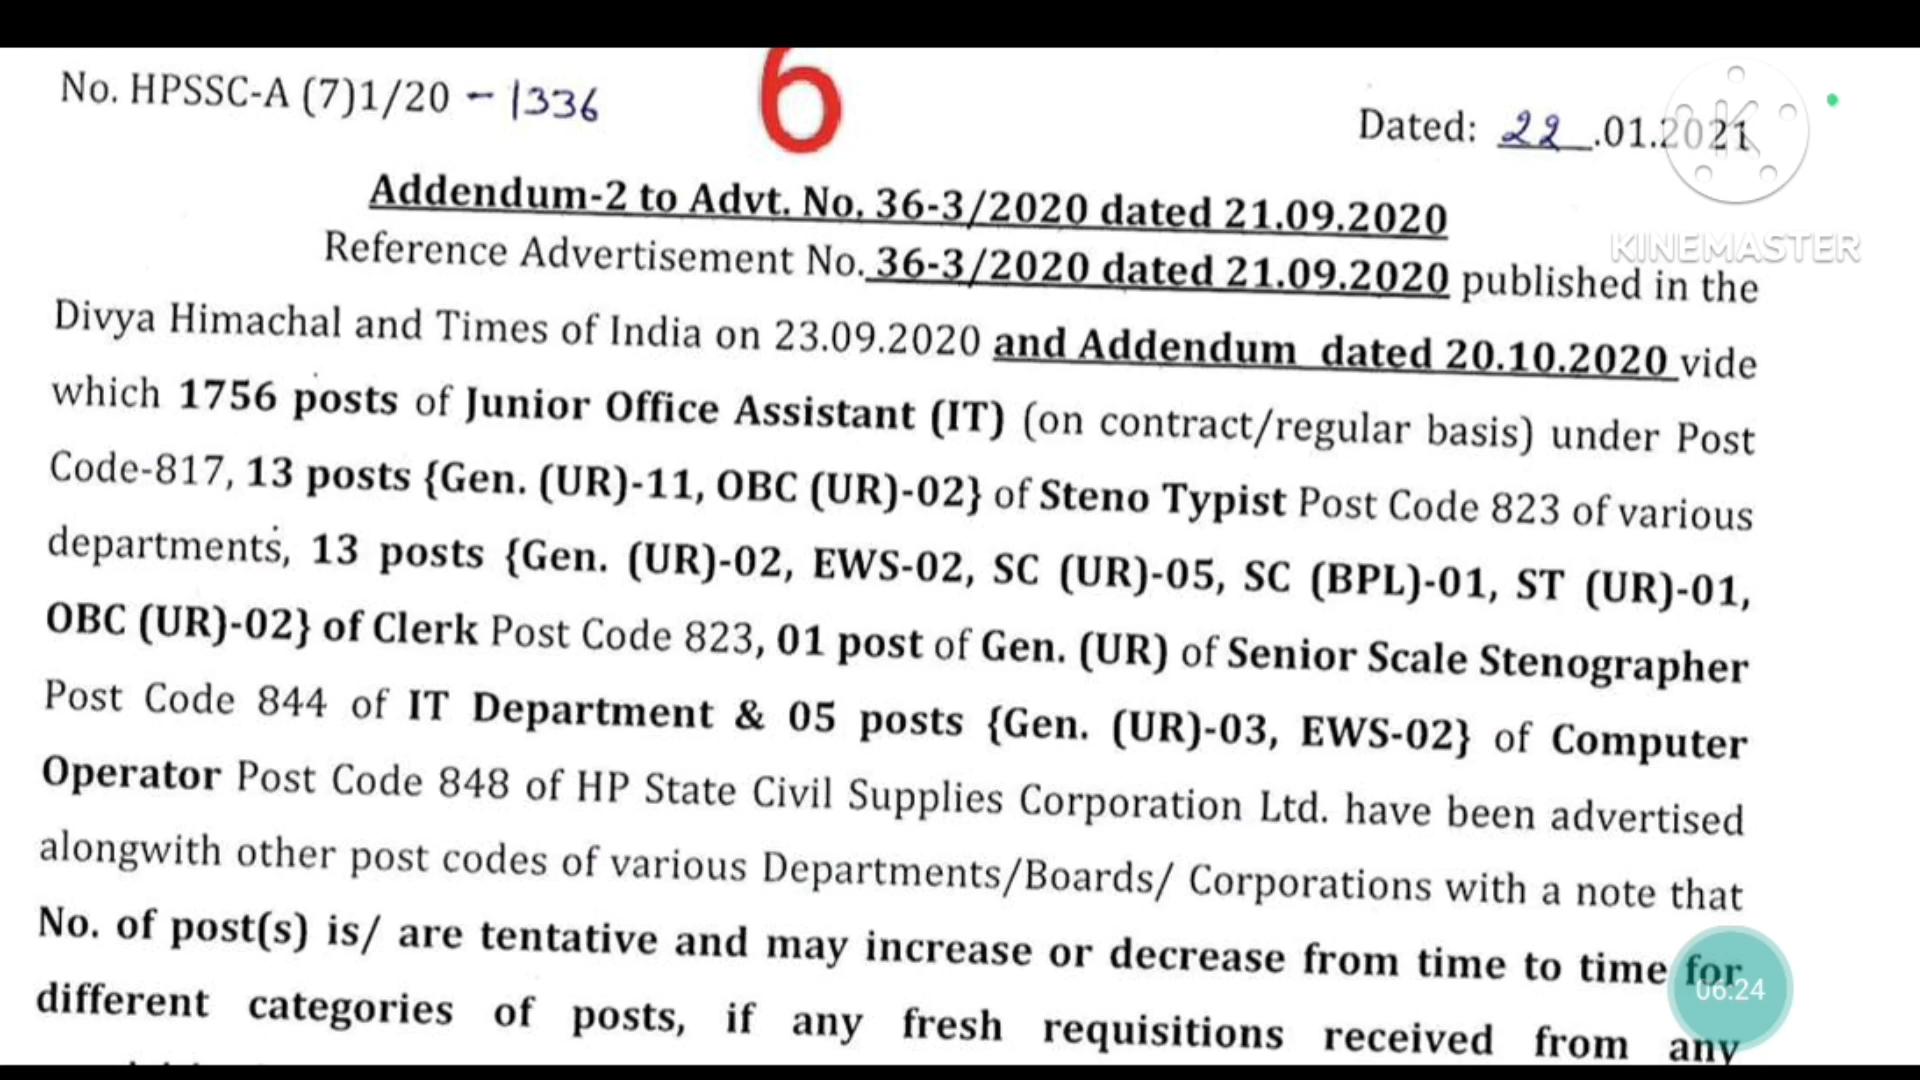 6
No. HPSSC-A (7)1/20 - 1336
Dated: 22.01.2021
KINEMASTER
Addendum-2 to Advt. No. 36-3/2020 dated 21.09.2020
Reference Advertisement No. 36-3/2020 dated 21.09.2020 published in the
Divya Himachal and Times of India on 23.09.2020 and Addendum dated 20.10.2020 vide
which 1756 posts of Junior Office Assistant (IT) (on contract/regular basis) under Post
Code-817, 13 posts {Gen. (UR)-11, OBC (UR)-02} of Steno Typist Post Code 823 of various
departments, 13 posts {Gen. (UR)-02, EWS-02, SC (UR)-05, SC (BPL)-01, ST (UR)-01,
OBC (UR)-02} of Clerk Post Code 823, 01 post of Gen. (UR) of Senior Scale Stenographer
Post Code 844 of IT Department & 05 posts {Gen. (UR)-03, EWS-02} of Computer
Operator Post Code 848 of HP State Civil Supplies Corporation Ltd. have been advertised
alongwith other post codes of various Departments/Boards/ Corporations with a note that
No. of post(s) is/ are tentative and may increase or decrease from time to time for
different categories of posts, if any fresh requisitions received from any
06:24